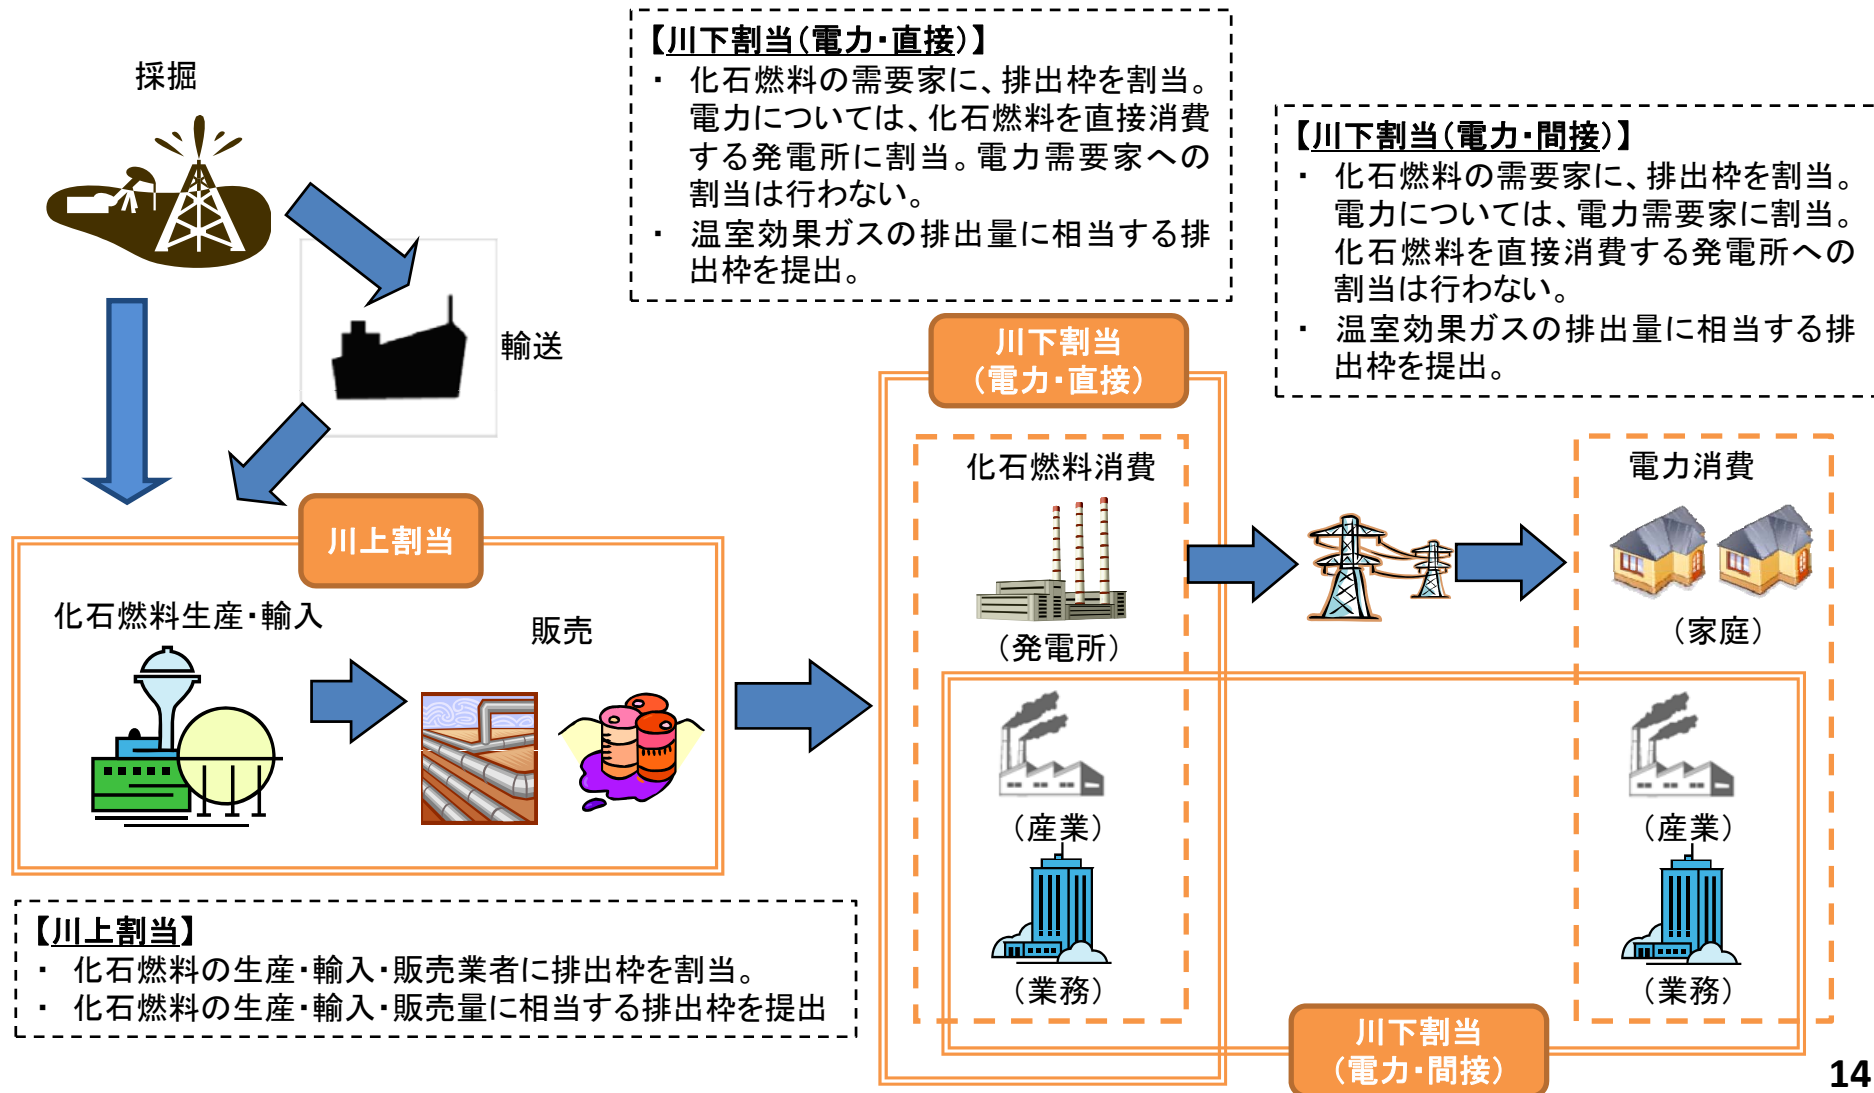 採掘
輸送
【川下割当(電力・直接)】
・ 化石燃料の需要家に、排出枠を割当。
電力については、化石燃料を直接消費
する発電所に割当。電力需要家への
割当は行わない。
・ 温室効果ガスの排出量に相当する排
出枠を提出。
【川下割当(電力・間接)】
・ 化石燃料の需要家に、排出枠を割当。
電力については、電力需要家に割当。
化石燃料を直接消費する発電所への
割当は行わない。
・ 温室効果ガスの排出量に相当する排
出枠を提出。
川上割当
化石燃料生産・輸入
販売
川下割当
(電力・直接)
化石燃料消費
(発電所)
(産業)
(業務)
電力消費
(家庭)
(産業)
(業務)
川下割当
(電力・間接)
【川上割当】
・ 化石燃料の生産・輸入・販売業者に排出枠を割当。
・ 化石燃料の生産・輸入・販売量に相当する排出枠を提出
14